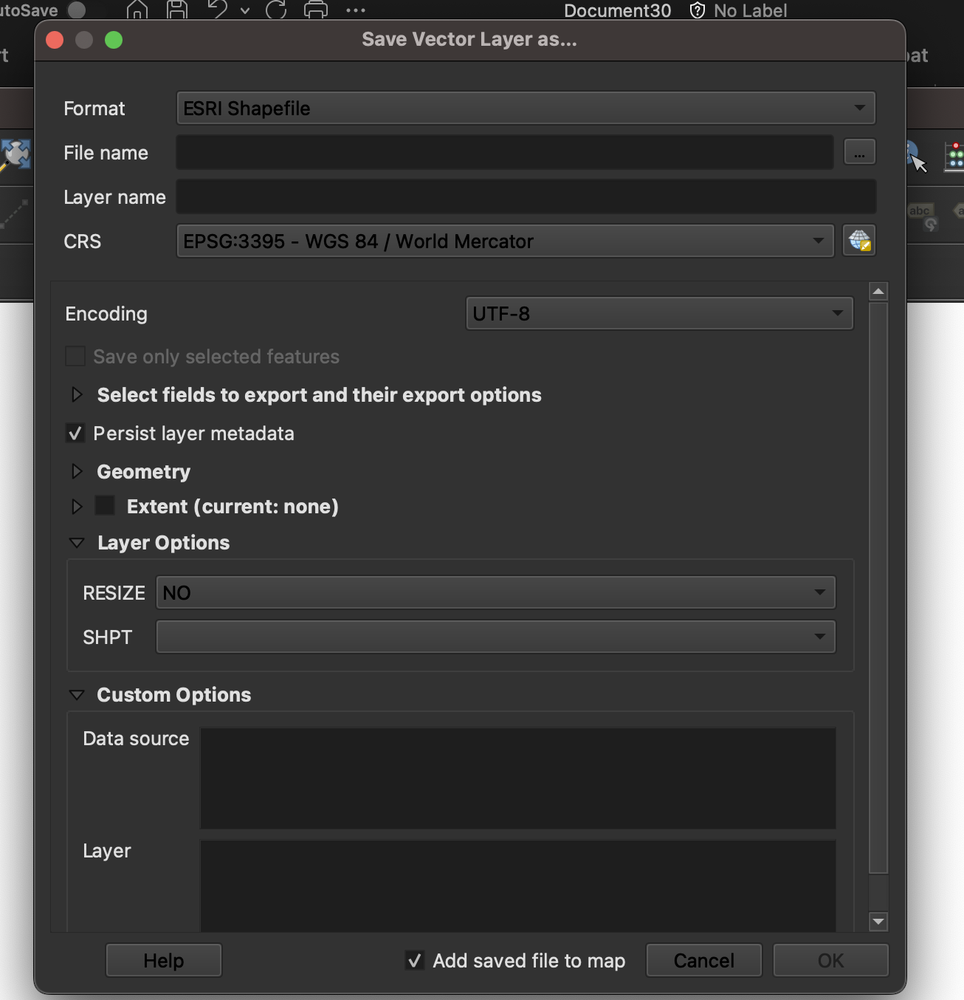 utoSave
Document30
No Label
rt
Save Vector Layer as...
oat
Format
ESRI Shapefile
File name
...
Layer name
CRS
EPSG:3395 - WGS 84 / World Mercator
abc
a
Encoding
UTF-8
Save only selected features
Select fields to export and their export options
Persist layer metadata
Geometry
Extent (current: none)
Layer Options
RESIZE
NO
SHPT
Custom Options
Data source
Layer
Help
Add saved file to map
Cancel
OK